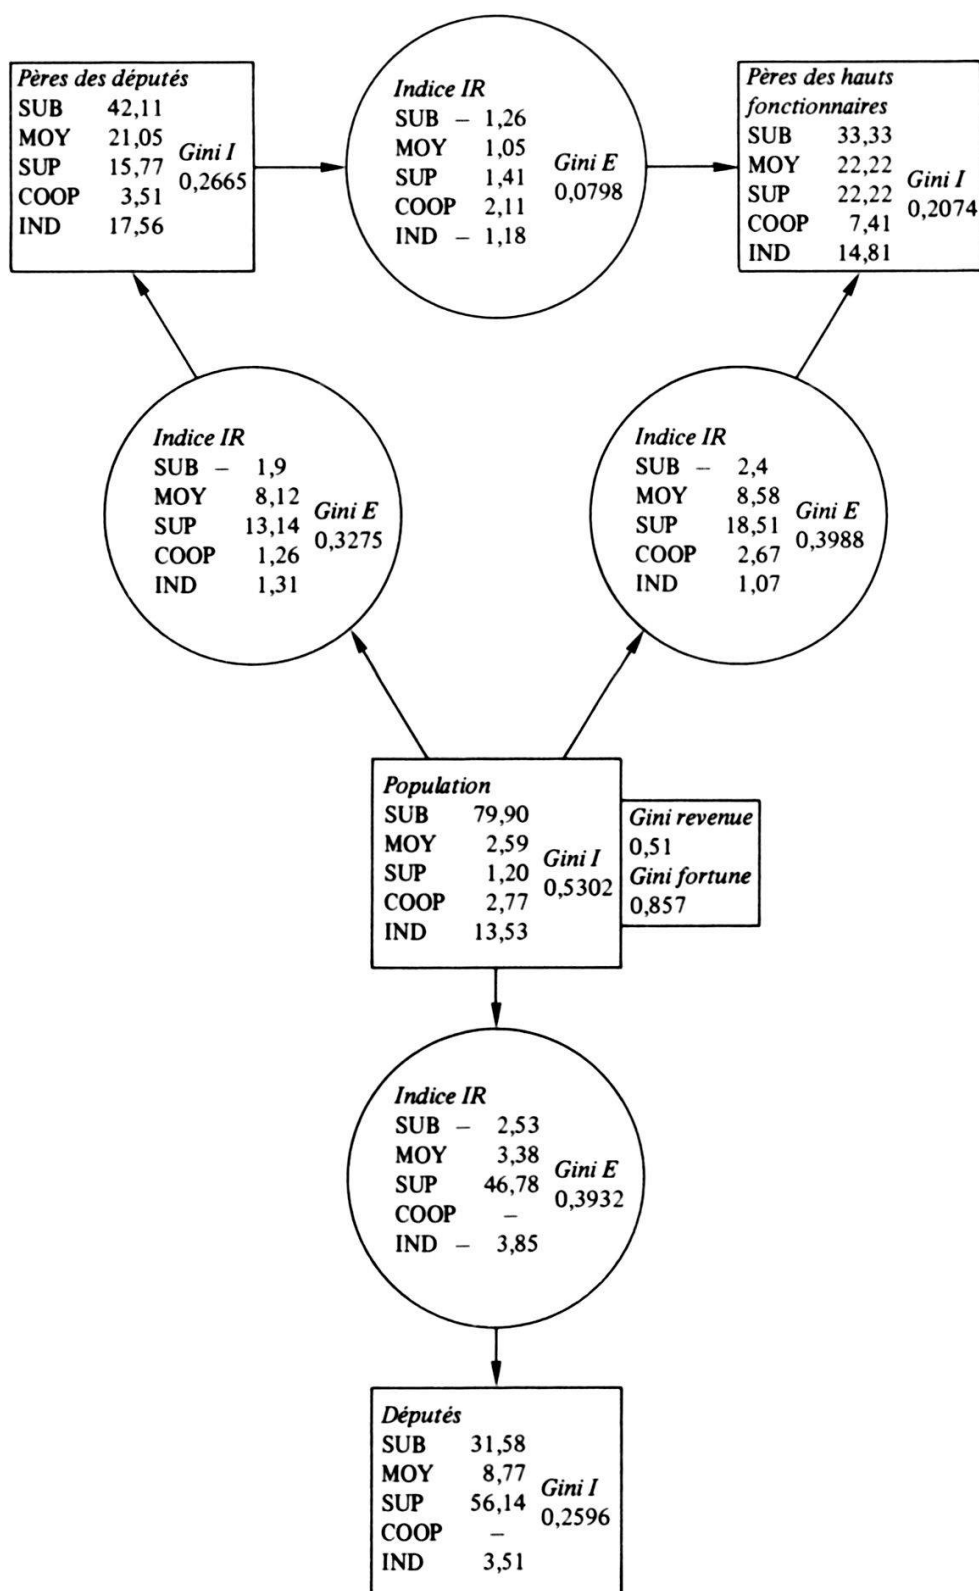 Pères des députés
SUB 42,11
MOY 21,05
SUP 15,77
COOP 3,51
IND 17,56
Gini I
0,2665
Indice IR
SUB – 1,26
MOY 1,05
SUP 1,41
COOP 2,11
IND – 1,18
Gini E
0,0798
Pères des hauts
fonctionnaires
SUB 33,33
MOY 22,22
SUP 22,22
COOP 7,41
IND 14,81
Gini I
0,2074
Indice IR
SUB – 1,9
MOY 8,12
SUP 13,14
COOP 1,26
IND 1,31
Gini E
0,3275
Indice IR
SUB – 2,4
MOY 8,58
SUP 18,51
COOP 2,67
IND 1,07
Gini E
0,3988
Population
SUB 79,90
MOY 2,59
SUP 1,20
COOP 2,77
IND 13,53
Gini I
0,5302
Gini revenue
0,51
Gini fortune
0,857
Indice IR
SUB – 2,53
MOY 3,38
SUP 46,78
COOP –
IND – 3,85
Gini E
0,3932
Députés
SUB 31,58
MOY 8,77
SUP 56,14
COOP –
IND 3,51
Gini I
0,2596